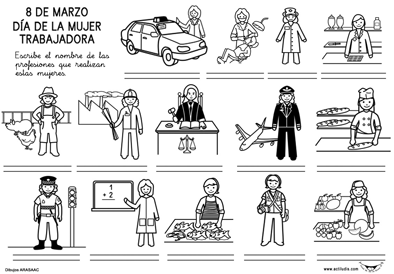 8 DE MARZO
DÍA DE LA MUJER
TRABAJADORA
Escribe el nombre de las
profesiones que realizan
estas mujeres.
1
+ 2
Dibujos ARASAAC
www.actiludis.com